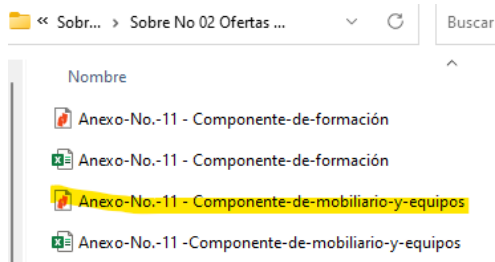 « Sobr... > Sobre No 02 Ofertas ...
Buscar
Nombre
Anexo-No.-11 - Componente-de-formación
Anexo-No.-11 - Componente-de-formación
Anexo-No.-11 - Componente-de-mobiliario-y-equipos
Anexo-No.-11 -Componente-de-mobiliario-y-equipos